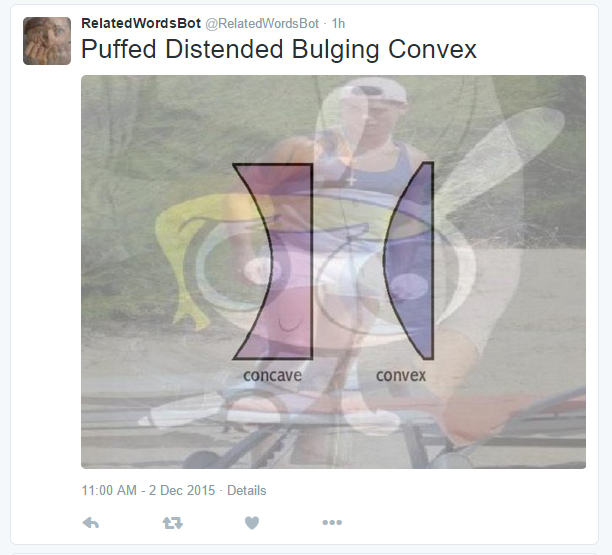 RelatedWordsBot @RelatedWordsBot · 1h
Puffed Distended Bulging Convex
concave convex
11:00 AM - 2 Dec 2015 · Details